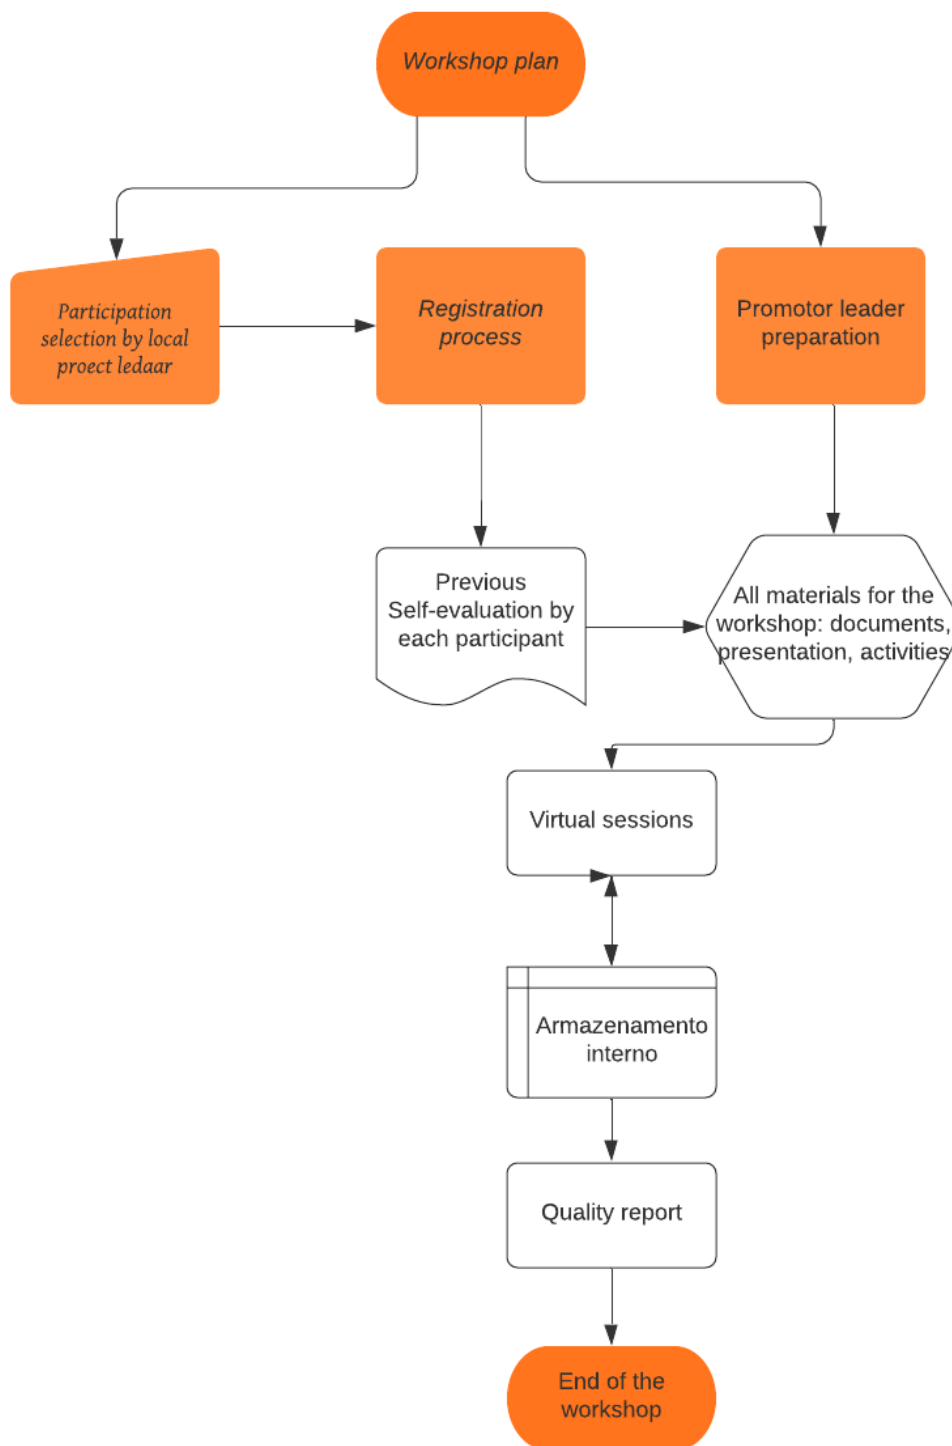 Workshop plan
Participation
selection by local
proect ledaar
Registration
process
Promotor leader
preparation
Previous
Self-evaluation by
each participant
All materials for the
workshop: documents,
presentation, activities
Virtual sessions
Armazenamento
interno
Quality report
End of the
workshop